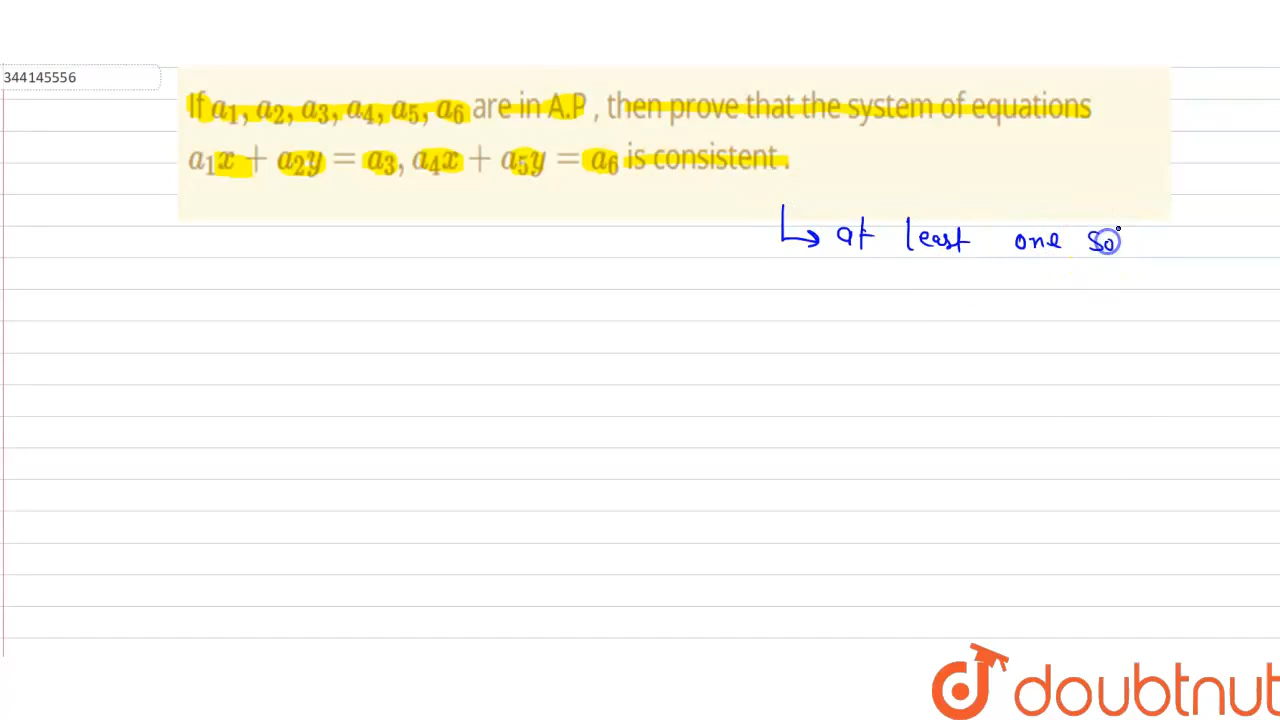 344145556
If a₁, a₂, a₃, a₄, a₅, a₆ are in A.P , then prove that the system of equations
a₁x + a₂y = a₃, a₄x + a₅y = a₆ is consistent .
↳ at least one so
doubtnut